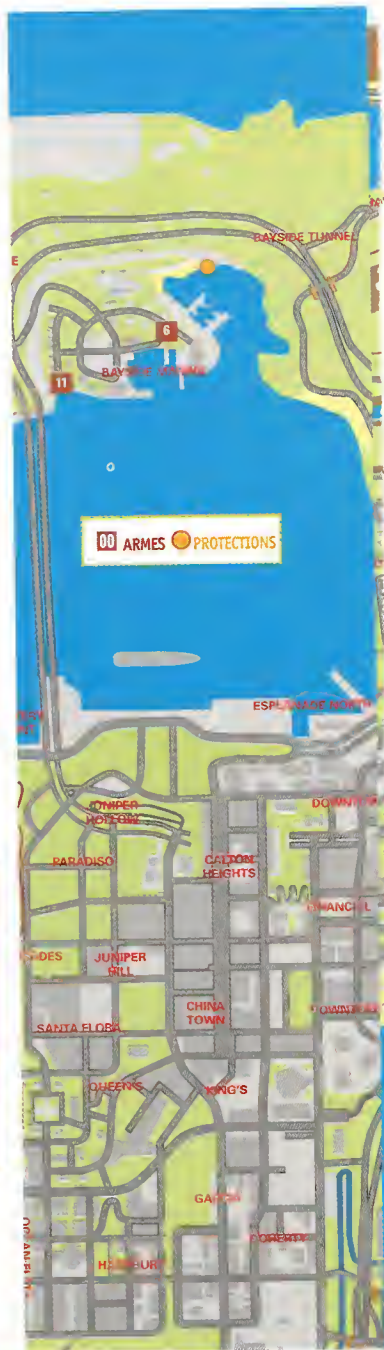 BAYSIDE TUNNEL
6
BAYSIDE MARINA
11
00 ARMES PROTECTIONS
ESPLANADE NORTH
JUNIPER
HOLLOW
DOWNTOWN
PARADISO
CALTON
HEIGHTS
FINANCIAL
JUNIPER
HILL
CHINA
TOWN
SANTA FLORA
QUEEN'S
KING'S
GARCIA
DOHERTY
HASHBURY